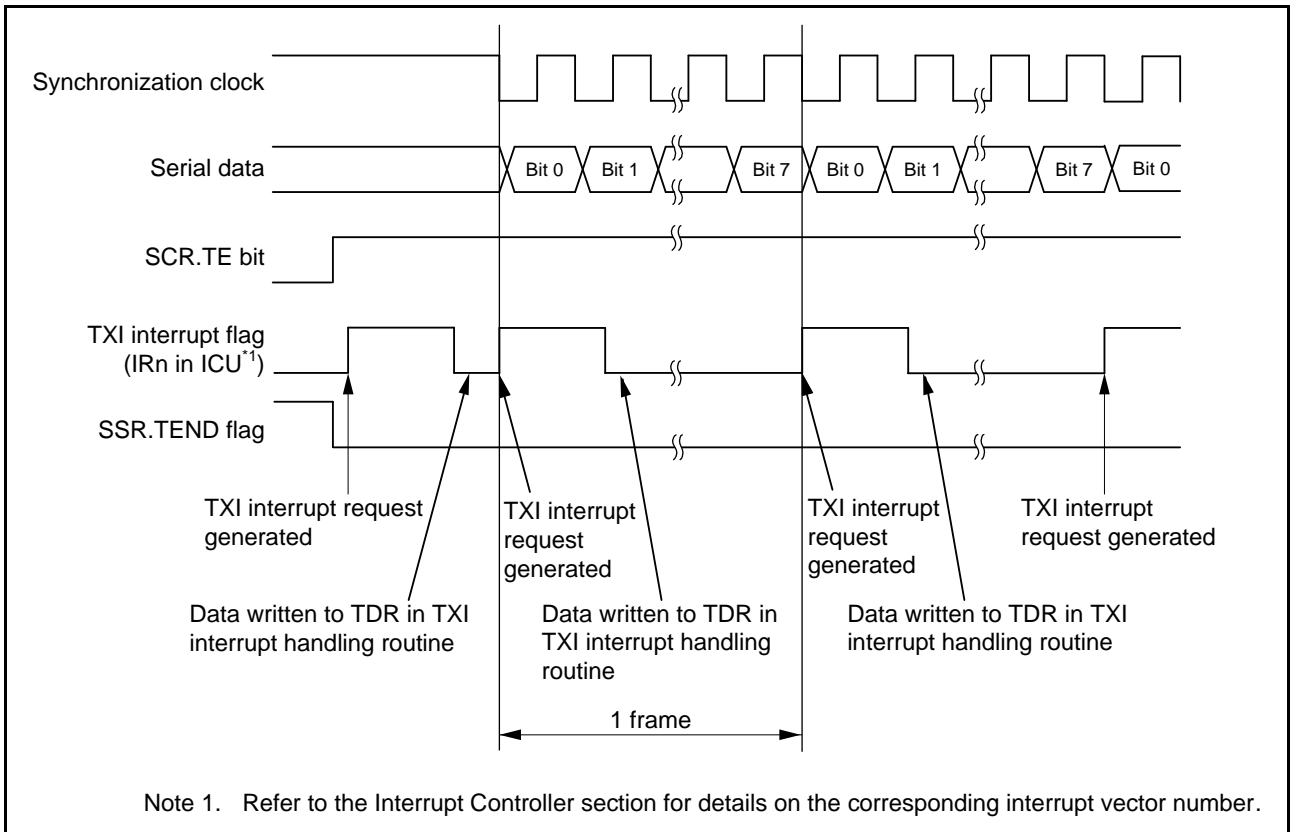 Synchronization clock
Serial data
Bit 0 Bit 1 Bit 7 Bit 0 Bit 1 Bit 7 Bit 0
SCR.TE bit
TXI interrupt flag
(IRn in ICU*1)
SSR.TEND flag
TXI interrupt request
generated
TXI interrupt
request
generated
TXI interrupt
request
generated
TXI interrupt
request generated
Data written to TDR in TXI
interrupt handling routine
Data written to TDR in
TXI interrupt handling
routine
Data written to TDR in TXI
interrupt handling routine
1 frame
Note 1. Refer to the Interrupt Controller section for details on the corresponding interrupt vector number.